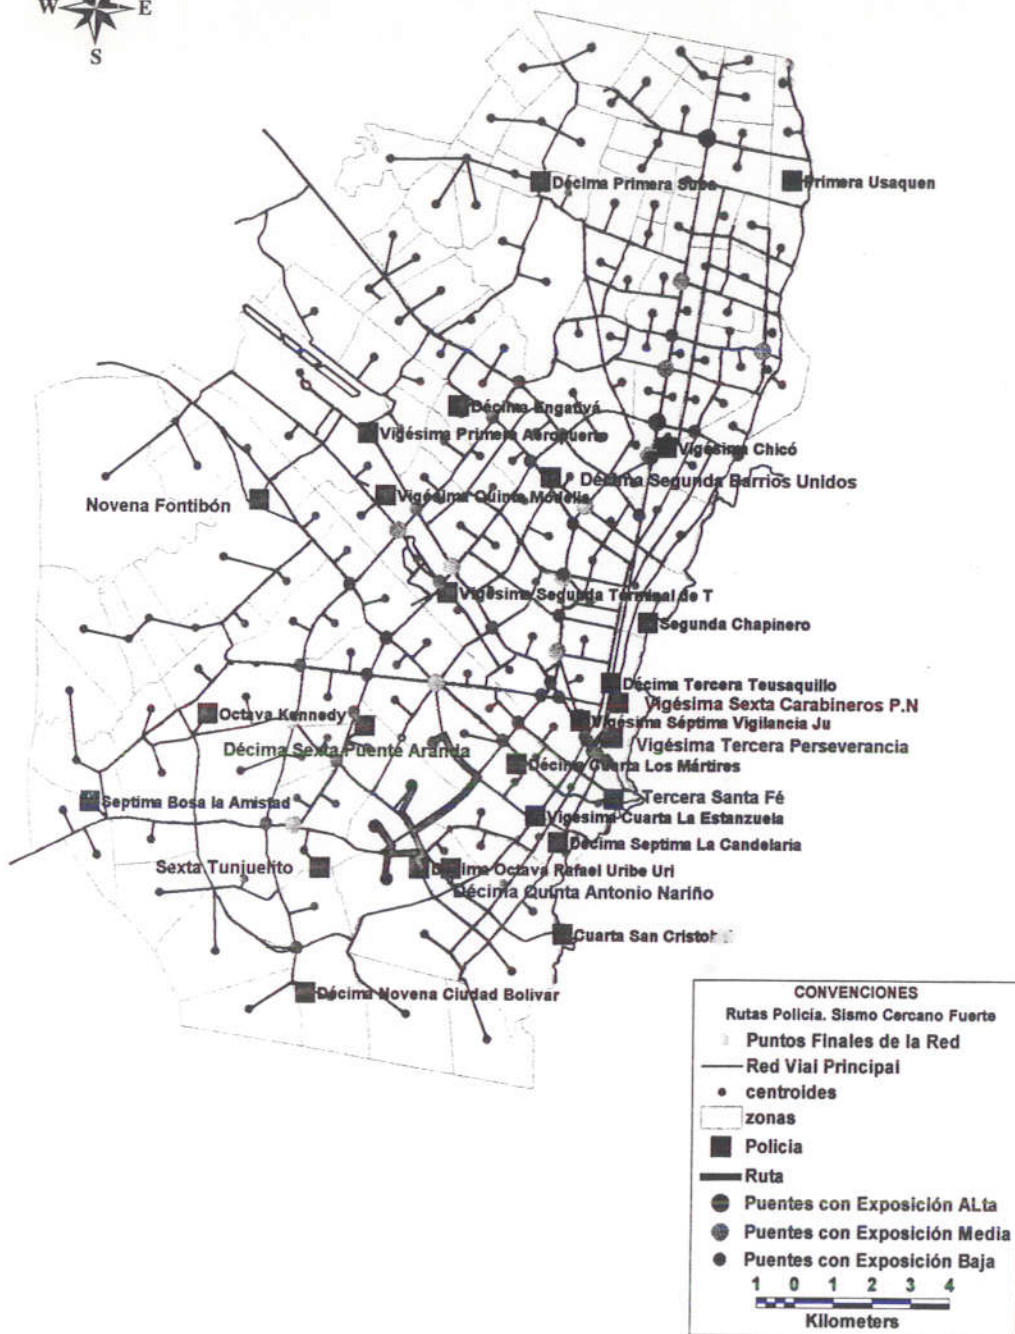 W E
S
Décima Primera Suba
Primera Usaquen
Décima Engativá
Vigésima Primera Aeropuerto
Vigésima Chicó
Décima Segunda Barrios Unidos
Vigésima Quinta Modelia
Novena Fontibón
Vigésima Segunda Terminal de T
Segunda Chapinero
Décima Tercera Teusaquillo
Vigésima Sexta Carabineros P.N
Octava Kennedy
Vigésima Séptima Vigilancia Ju
Vigésima Tercera Perseverancia
Décima Sexta Puente Aranda
Décima Cuarta Los Mártires
Septima Bosa la Amistad
Tercera Santa Fé
Vigesima Cuarta La Estanzuela
Décima Septima La Candelaria
Sexta Tunjuelito
Décima Octava Rafael Uribe Uri
Décima Quinta Antonio Nariño
Cuarta San
Décima Novena Ciudad Bolivar
CONVENCIONES
Rutas Policía. Sismo Cercano Fuerte
Puntos Finales de la Red
Red Vial Principal
centroides
zonas
Policia
Ruta
Puentes con Exposición ALta
Puentes con Exposición Media
Puentes con Exposición Baja
1 0 1 2 3 4
Kilometers